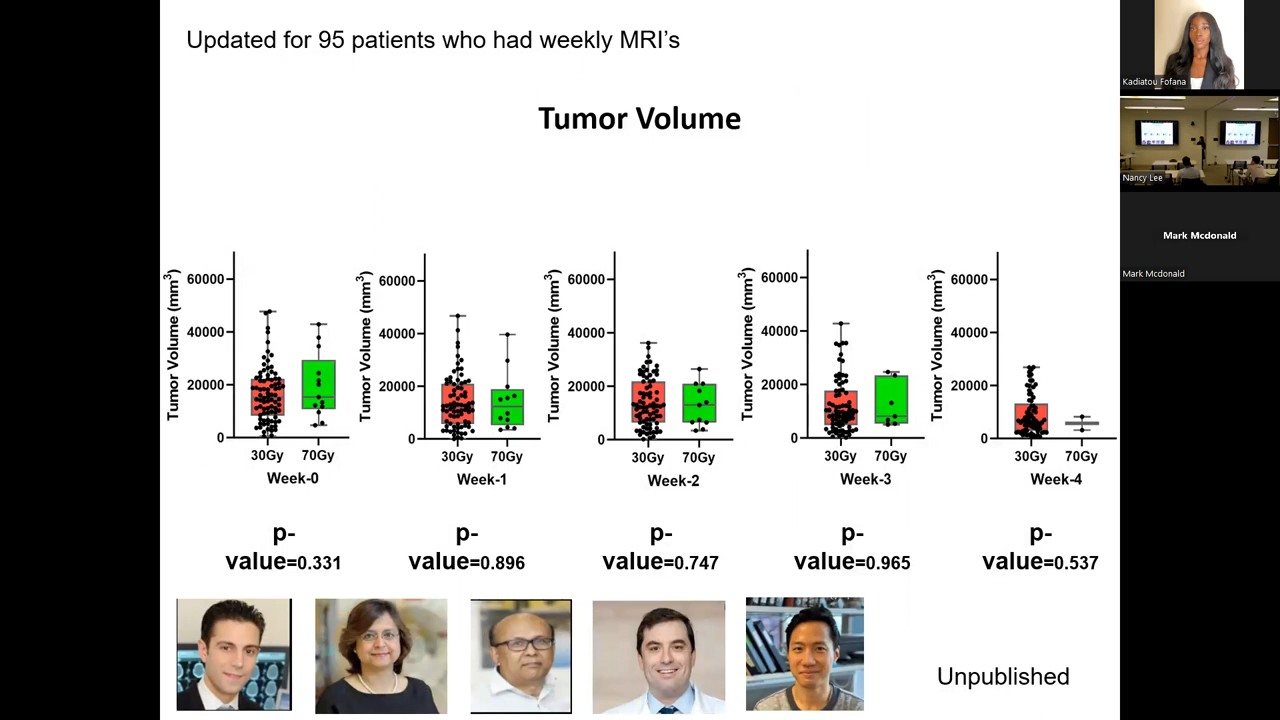 Updated for 95 patients who had weekly MRI's
Tumor Volume
Tumor Volume (mm³)
60000
40000
20000
0
30Gy 70Gy
Week-0
Tumor Volume (mm³)
60000
40000
20000
0
30Gy 70Gy
Week-1
Tumor Volume (mm³)
60000
40000
20000
0
30Gy 70Gy
Week-2
Tumor Volume (mm³)
60000
40000
20000
0
30Gy 70Gy
Week-3
Tumor Volume (mm³)
60000
40000
20000
0
30Gy 70Gy
Week-4
p-
value=0.331
p-
value=0.896
p-
value=0.747
p-
value=0.965
p-
value=0.537
Unpublished
Kadiatou Fofana
Nancy Lee
Mark Mcdonald
Mark Mcdonald